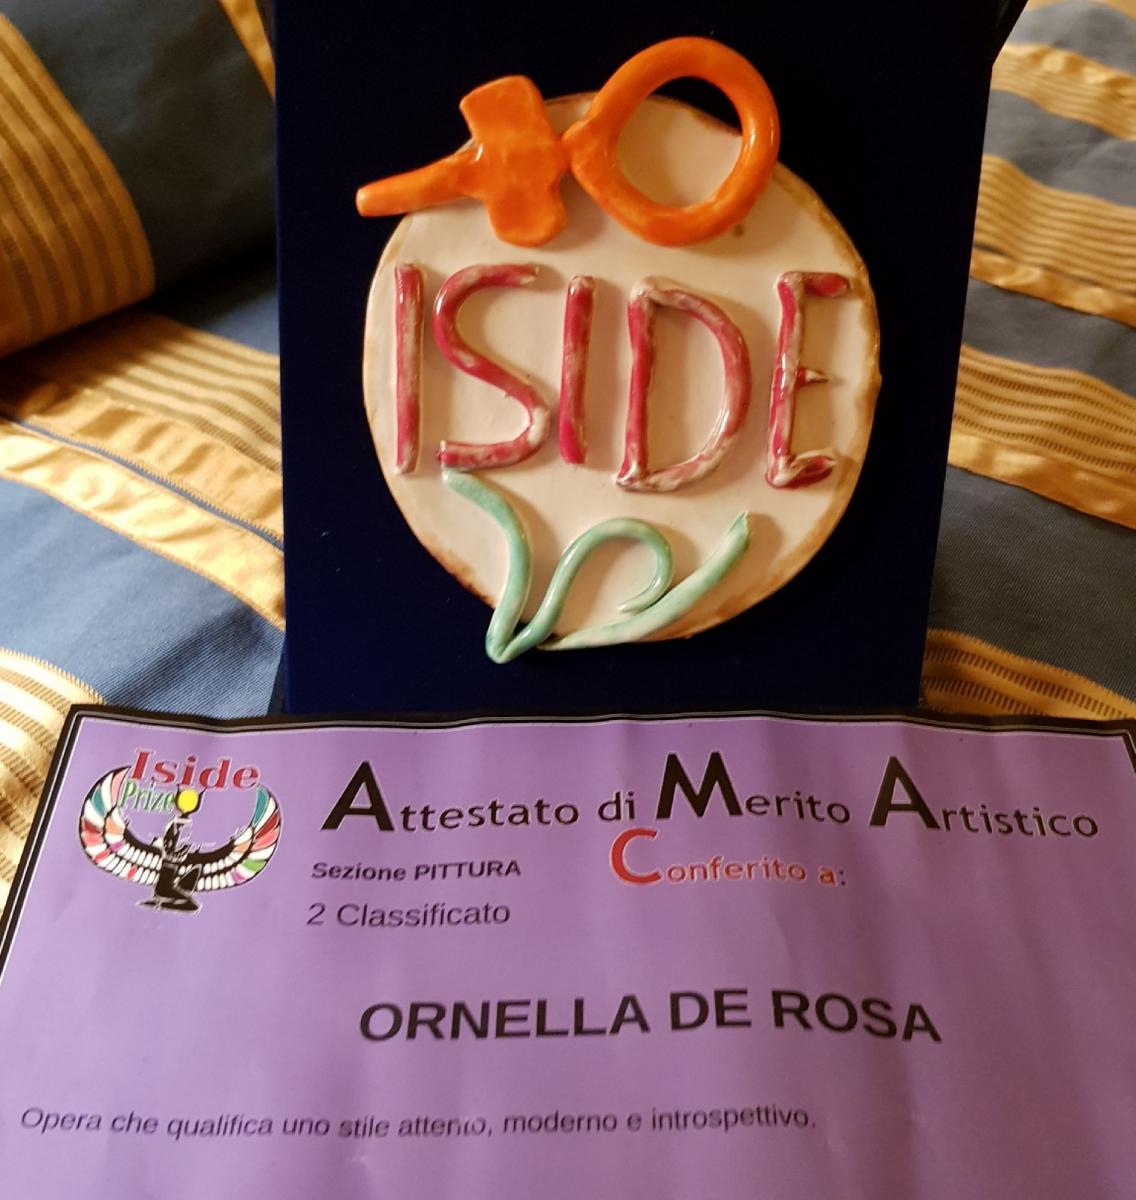 ISIDE
Iside
Prize
Attestato di Merito Artistico
Sezione PITTURA
Conferito a:
2 Classificato
ORNELLA DE ROSA
Opera che qualifica uno stile attento, moderno e introspettivo.